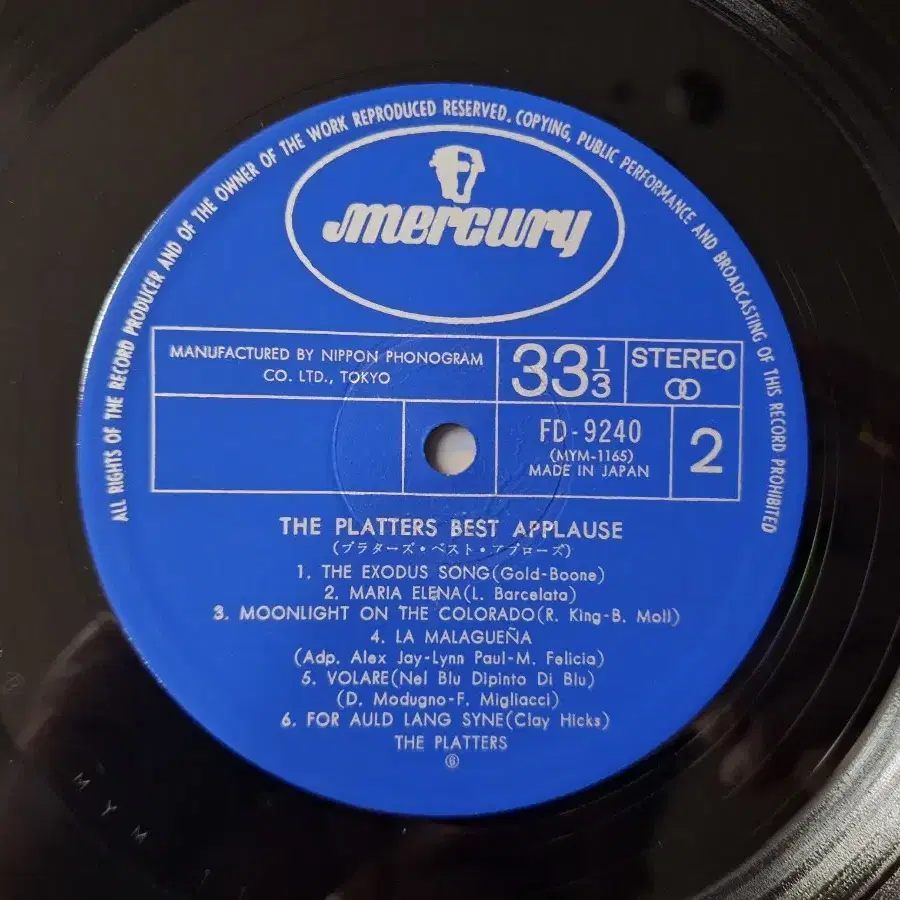 ALL RIGHTS OF THE RECORD PRODUCER AND OF THE OWNER OF THE WORK REPRODUCED RESERVED. COPYING, PUBLIC PERFORMANCE AND BROADCASTING OF THIS RECORD PROHIBITED
mercury
MANUFACTURED BY NIPPON PHONOGRAM
CO. LTD., TOKYO
33 1/3
STEREO
FD-9240
(MYM-1165)
MADE IN JAPAN
2
THE PLATTERS BEST APPLAUSE
(プラターズ・ベスト・アプローズ)
1. THE EXODUS SONG(Gold-Boone)
2. MARIA ELENA(L. Barcelata)
3. MOONLIGHT ON THE COLORADO(R. King-B. Moll)
4. LA MALAGUEÑA
(Adp. Alex Jay-Lynn Paul-M. Felicia)
5. VOLARE(Nel Blu Dipinto Di Blu)
(D. Modugno-F. Migliacci)
6. FOR AULD LANG SYNE(Clay Hicks)
THE PLATTERS
M Y M